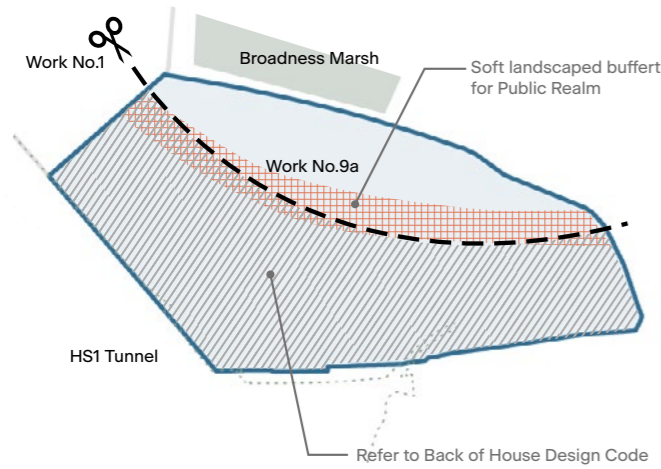 Work No.1
Broadness Marsh
Soft landscaped buffert
for Public Realm
Work No.9a
HS1 Tunnel
Refer to Back of House Design Code